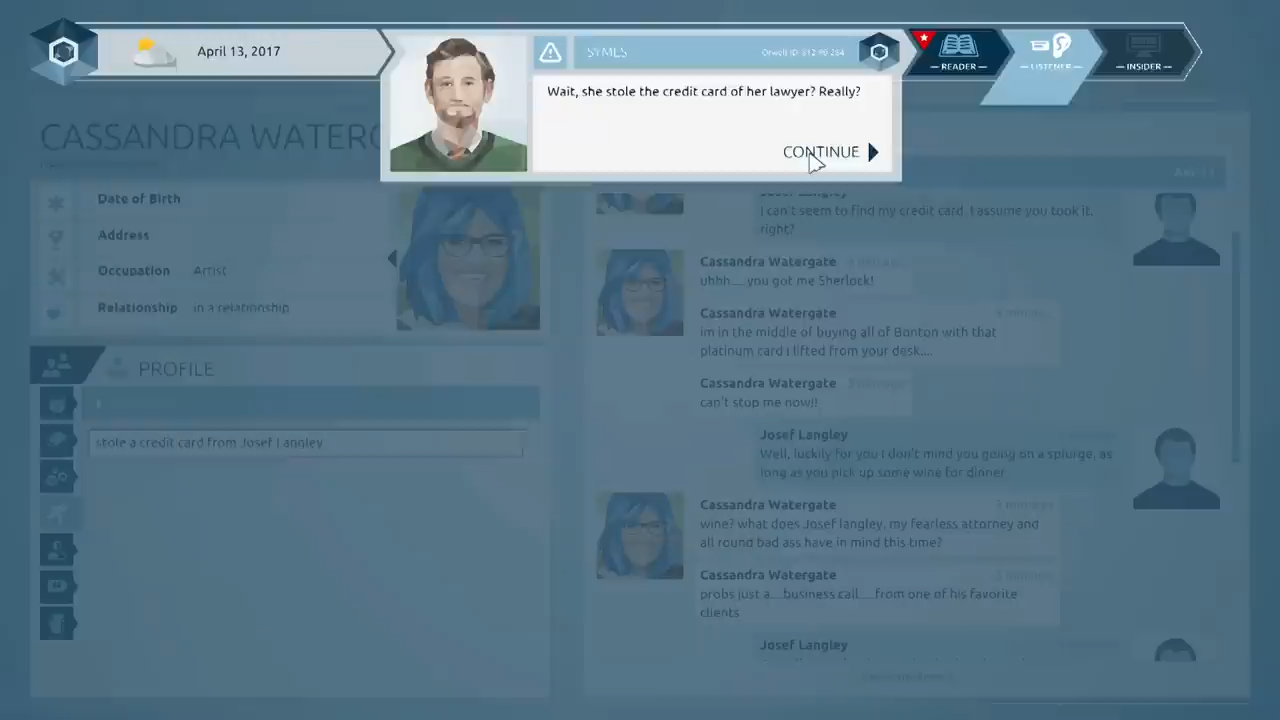 April 13, 2017
SYMES
Wait, she stole the credit card of her lawyer? Really?
CONTINUE
— READER —
— LISTENER —
— INSIDER —
CASSANDRA WATERG
Date of Birth
Address
Occupation Artist
Relationship in a relationship
PROFILE
stole a credit card from Josef Langley
Josef Langley
I can't seem to find my credit card. I assume you took it,
right?
Cassandra Watergate
uhhh.....you got me Sherlock!
Cassandra Watergate
im in the middle of buying all of Bonton with that
platinum card i lifted from your desk....
Cassandra Watergate
can't stop me now!!
Josef Langley
Well, luckily for you I don't mind you going on a splurge, as
long as you pick up some wine for dinner
Cassandra Watergate
wine? what does Josef langley, my fearless attorney and
all round bad ass have in mind this time?
Cassandra Watergate
probs just a....business call.....from one of his favorite
clients
Josef Langley